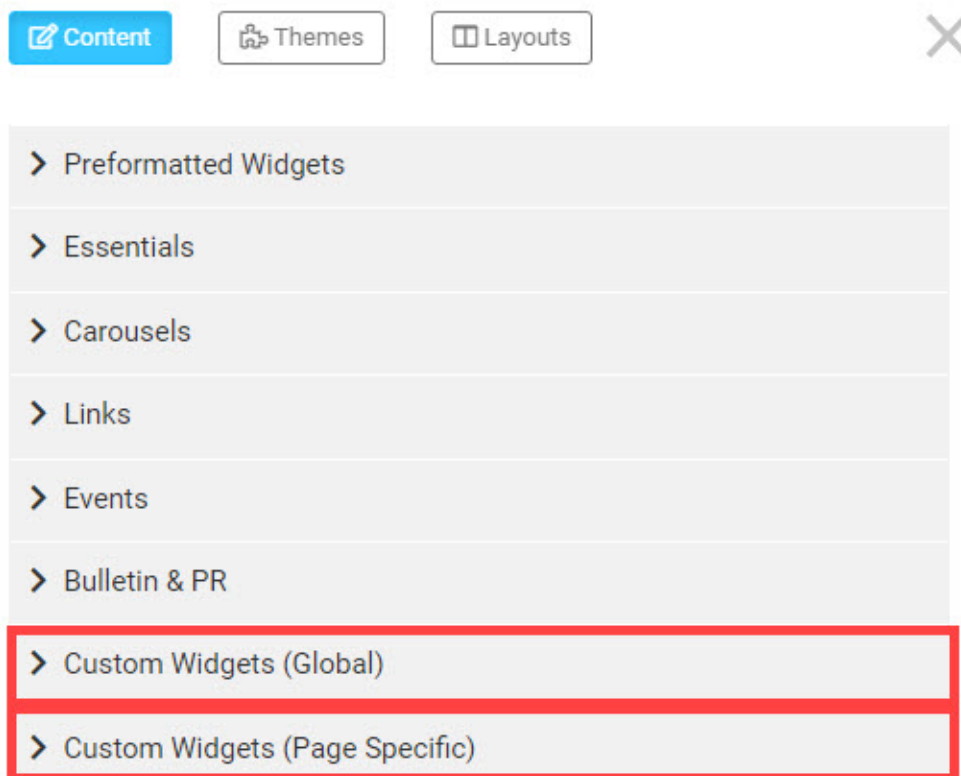 Content Themes Layouts
Preformatted Widgets
Essentials
Carousels
Links
Events
Bulletin & PR
Custom Widgets (Global)
Custom Widgets (Page Specific)